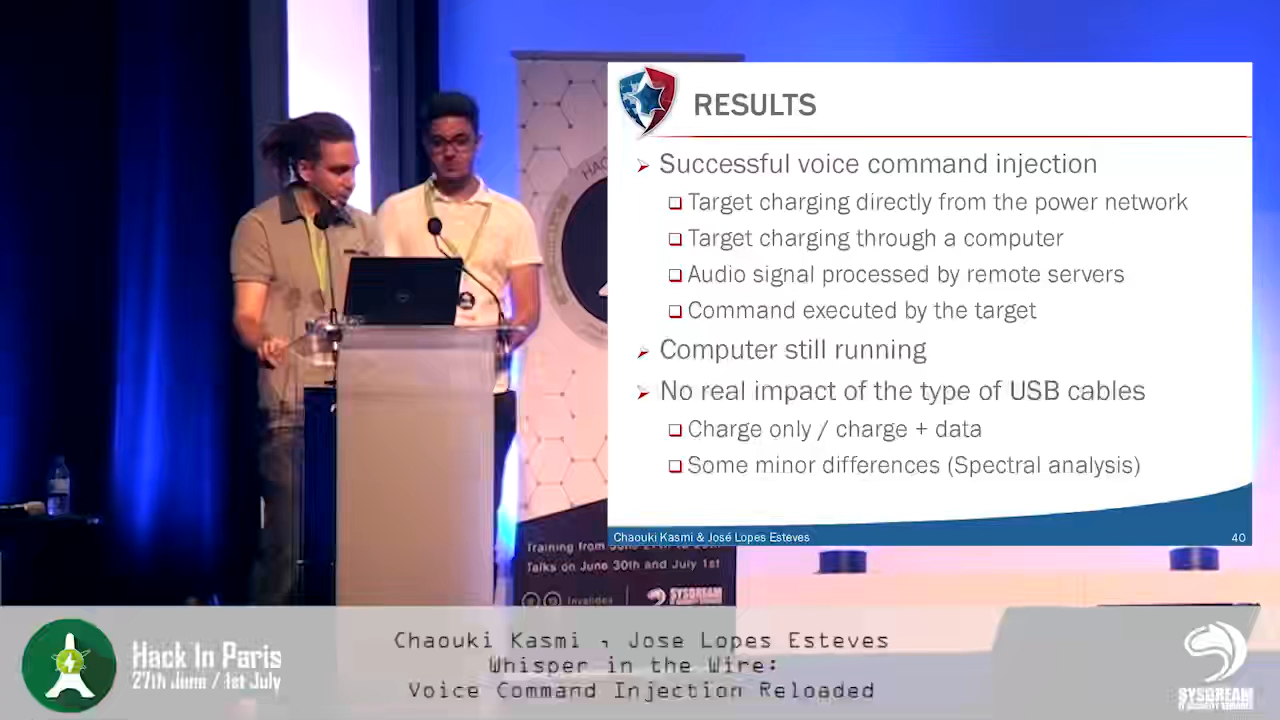 RESULTS
Successful voice command injection
Target charging directly from the power network
Target charging through a computer
Audio signal processed by remote servers
Command executed by the target
Computer still running
No real impact of the type of USB cables
Charge only / charge + data
Some minor differences (Spectral analysis)
Chaouki Kasmi & José Lopes Esteves
40
Training from
Talks on June 30th and July 1st
Invalides
SYSDREAM
Hack In Paris
27th June / 1st July
Chaouki Kasmi , Jose Lopes Esteves
Whisper in the Wire:
Voice Command Injection Reloaded
SYSDREAM
IT SECURITY SERVICES